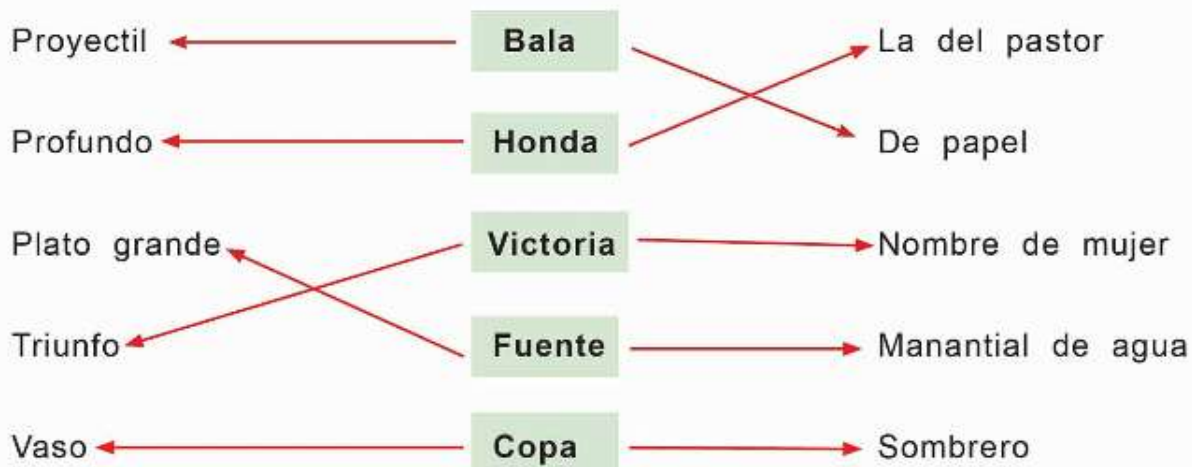 Proyectil Bala La del pastor
Profundo Honda De papel
Plato grande Victoria Nombre de mujer
Triunfo Fuente Manantial de agua
Vaso Copa Sombrero